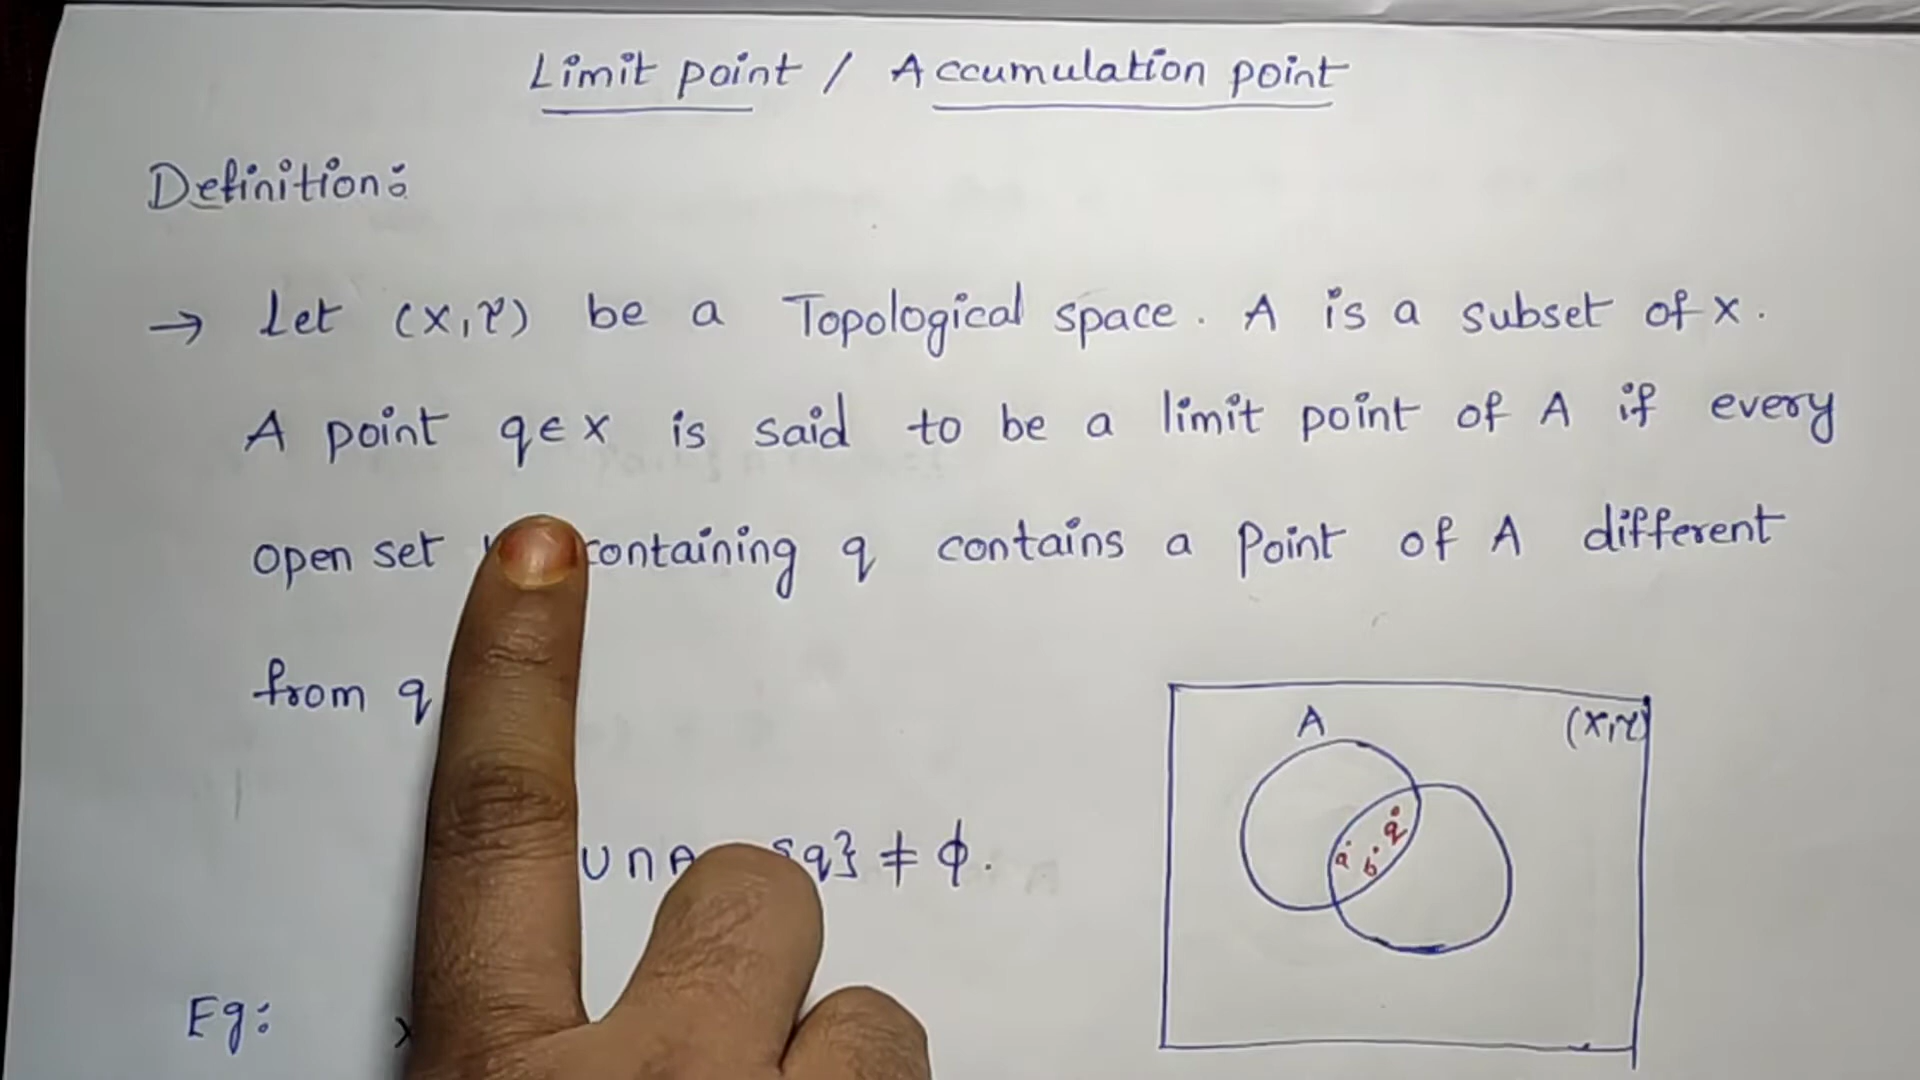 Limit point / Accumulation point
Definition:
→ Let (X,τ) be a Topological space. A is a subset of X.
A point q∈X is said to be a limit point of A if every
open set containing q contains a point of A different
from q
U∩A {q} ≠ ϕ.
A
(X,τ)
q
a b
Eg: